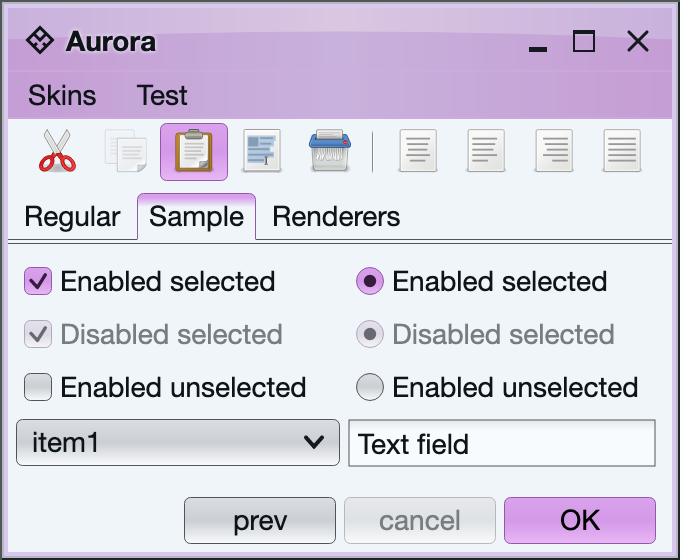 Aurora
Skins Test
Regular Sample Renderers
Enabled selected Enabled selected
Disabled selected Disabled selected
Enabled unselected Enabled unselected
item1 Text field
prev cancel OK